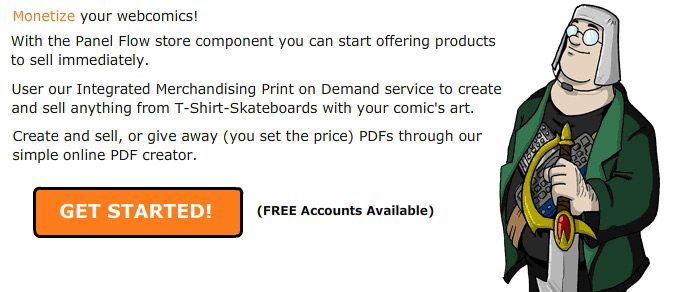 Monetize your webcomics!
With the Panel Flow store component you can start offering products
to sell immediately.
User our Integrated Merchandising Print on Demand service to create
and sell anything from T-Shirt-Skateboards with your comic's art.
Create and sell, or give away (you set the price) PDFs through our
simple online PDF creator.
GET STARTED! (FREE Accounts Available)